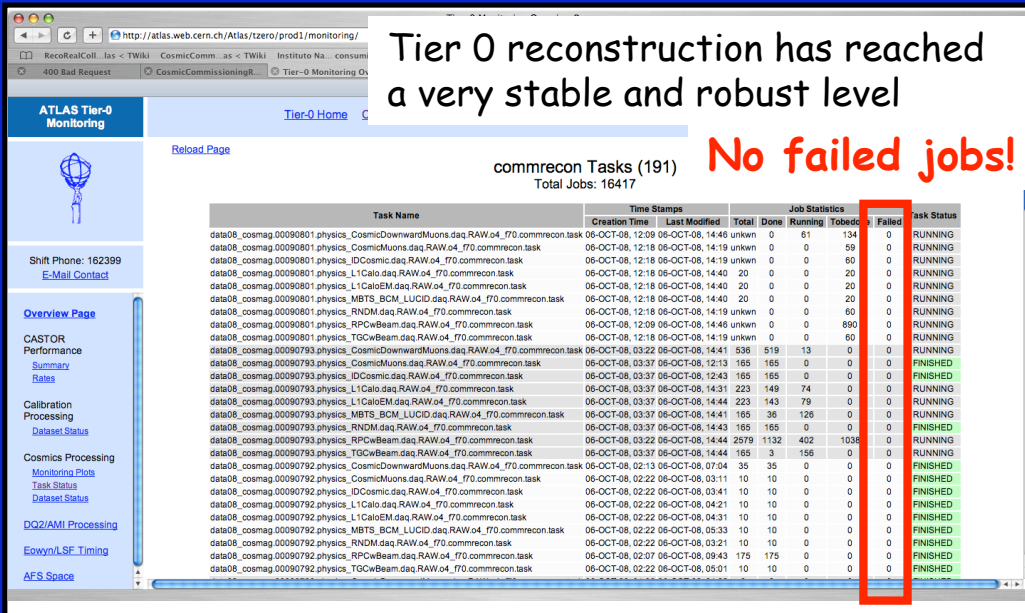 Tier 0 reconstruction has reached
a very stable and robust level
No failed jobs!
http://atlas.web.cern.ch/Atlas/tzero/prod1/monitoring/
RecoRealColl...las < TWiki CosmicComm...as < TWiki Instituto Na...
400 Bad Request CosmicCommissioningR... Tier-0 Monitoring Ov
ATLAS Tier-0
Monitoring
Tier-0 Home
Reload Page
commrecon Tasks (191)
Total Jobs: 16417
Shift Phone: 162399
E-Mail Contact
Overview Page
CASTOR
Performance
Summary
Rates
Calibration
Processing
Dataset Status
Cosmics Processing
Monitoring Plots
Task Status
Dataset Status
DQ2/AMI Processing
Eowyn/LSF Timing
AFS Space
Task Name Time Stamps Job Statistics Task Status
Creation Time Last Modified Total Done Running Failed
data08_cosmag.00090801.physics_CosmicDownwardMuons.daq.RAW.o4_f70.commrecon.task 06-OCT-08, 12:09 06-OCT-08, 14:46 unkwn 0 61 134 0 RUNNING
data08_cosmag.00090801.physics_CosmicMuons.daq.RAW.o4_f70.commrecon.task 06-OCT-08, 12:18 06-OCT-08, 14:19 unkwn 0 0 59 0 RUNNING
data08_cosmag.00090801.physics_IDCosmic.daq.RAW.o4_f70.commrecon.task 06-OCT-08, 12:18 06-OCT-08, 14:19 unkwn 0 0 60 0 RUNNING
data08_cosmag.00090801.physics_L1Calo.daq.RAW.o4_f70.commrecon.task 06-OCT-08, 12:18 06-OCT-08, 14:40 20 0 0 20 0 RUNNING
data08_cosmag.00090801.physics_L1CaloEM.daq.RAW.o4_f70.commrecon.task 06-OCT-08, 12:18 06-OCT-08, 14:40 20 0 0 20 0 RUNNING
data08_cosmag.00090801.physics_MBTS_BCM_LUCID.daq.RAW.o4_f70.commrecon.task 06-OCT-08, 12:18 06-OCT-08, 14:40 20 0 0 20 0 RUNNING
data08_cosmag.00090801.physics_RNDM.daq.RAW.o4_f70.commrecon.task 06-OCT-08, 12:18 06-OCT-08, 14:19 unkwn 0 0 60 0 RUNNING
data08_cosmag.00090801.physics_RPCwBeam.daq.RAW.o4_f70.commrecon.task 06-OCT-08, 12:09 06-OCT-08, 14:46 unkwn 0 0 890 0 RUNNING
data08_cosmag.00090801.physics_TGCwBeam.daq.RAW.o4_f70.commrecon.task 06-OCT-08, 12:18 06-OCT-08, 14:19 unkwn 0 0 60 0 RUNNING
data08_cosmag.00090793.physics_CosmicDownwardMuons.daq.RAW.o4_f70.commrecon.task 06-OCT-08, 03:22 06-OCT-08, 14:41 536 519 13 0 0 RUNNING
data08_cosmag.00090793.physics_CosmicMuons.daq.RAW.o4_f70.commrecon.task 06-OCT-08, 03:37 06-OCT-08, 12:13 165 165 0 0 0 FINISHED
data08_cosmag.00090793.physics_IDCosmic.daq.RAW.o4_f70.commrecon.task 06-OCT-08, 03:37 06-OCT-08, 12:43 165 165 0 0 0 FINISHED
data08_cosmag.00090793.physics_L1Calo.daq.RAW.o4_f70.commrecon.task 06-OCT-08, 03:37 06-OCT-08, 14:31 223 149 74 0 0 RUNNING
data08_cosmag.00090793.physics_L1CaloEM.daq.RAW.o4_f70.commrecon.task 06-OCT-08, 03:37 06-OCT-08, 14:44 223 143 79 0 0 RUNNING
data08_cosmag.00090793.physics_MBTS_BCM_LUCID.daq.RAW.o4_f70.commrecon.task 06-OCT-08, 03:37 06-OCT-08, 14:41 165 36 126 0 0 RUNNING
data08_cosmag.00090793.physics_RNDM.daq.RAW.o4_f70.commrecon.task 06-OCT-08, 03:37 06-OCT-08, 14:43 165 165 0 0 0 FINISHED
data08_cosmag.00090793.physics_RPCwBeam.daq.RAW.o4_f70.commrecon.task 06-OCT-08, 03:22 06-OCT-08, 14:44 2579 1132 402 1038 0 RUNNING
data08_cosmag.00090793.physics_TGCwBeam.daq.RAW.o4_f70.commrecon.task 06-OCT-08, 03:37 06-OCT-08, 14:44 165 3 156 0 0 RUNNING
data08_cosmag.00090792.physics_CosmicDownwardMuons.daq.RAW.o4_f70.commrecon.task 06-OCT-08, 02:13 06-OCT-08, 07:04 35 35 0 0 0 FINISHED
data08_cosmag.00090792.physics_CosmicMuons.daq.RAW.o4_f70.commrecon.task 06-OCT-08, 02:22 06-OCT-08, 03:11 10 10 0 0 0 FINISHED
data08_cosmag.00090792.physics_IDCosmic.daq.RAW.o4_f70.commrecon.task 06-OCT-08, 02:22 06-OCT-08, 03:41 10 10 0 0 0 FINISHED
data08_cosmag.00090792.physics_L1Calo.daq.RAW.o4_f70.commrecon.task 06-OCT-08, 02:22 06-OCT-08, 04:21 10 10 0 0 0 FINISHED
data08_cosmag.00090792.physics_L1CaloEM.daq.RAW.o4_f70.commrecon.task 06-OCT-08, 02:22 06-OCT-08, 04:31 10 10 0 0 0 FINISHED
data08_cosmag.00090792.physics_MBTS_BCM_LUCID.daq.RAW.o4_f70.commrecon.task 06-OCT-08, 02:22 06-OCT-08, 05:33 10 10 0 0 0 FINISHED
data08_cosmag.00090792.physics_RNDM.daq.RAW.o4_f70.commrecon.task 06-OCT-08, 02:22 06-OCT-08, 03:21 10 10 0 0 0 FINISHED
data08_cosmag.00090792.physics_RPCwBeam.daq.RAW.o4_f70.commrecon.task 06-OCT-08, 02:07 06-OCT-08, 09:43 175 175 0 0 0 FINISHED
data08_cosmag.00090792.physics_TGCwBeam.daq.RAW.o4_f70.commrecon.task 06-OCT-08, 02:22 06-OCT-08, 05:01 10 10 0 0 0 FINISHED